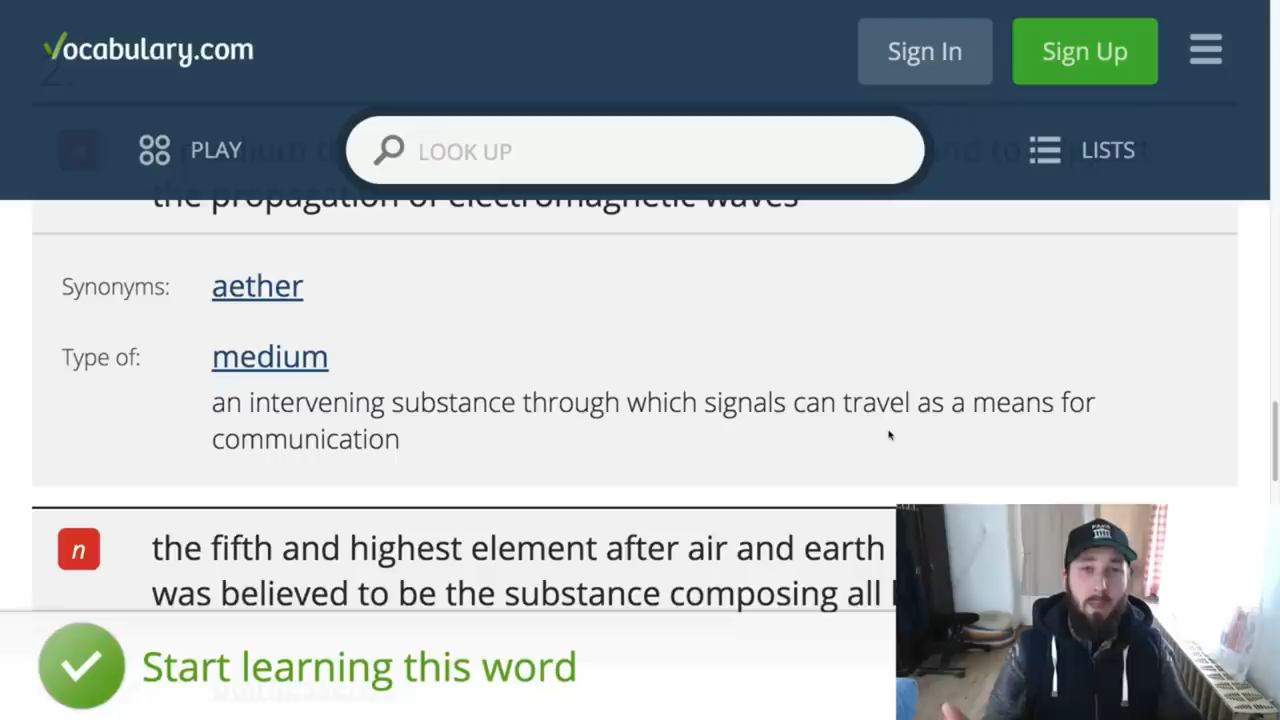 Vocabulary.com
Sign In
Sign Up
PLAY
LOOK UP
LISTS
the propagation of electromagnetic waves
Synonyms:
aether
Type of:
medium
an intervening substance through which signals can travel as a means for
communication
n
the fifth and highest element after air and earth
was believed to be the substance composing all
Start learning this word